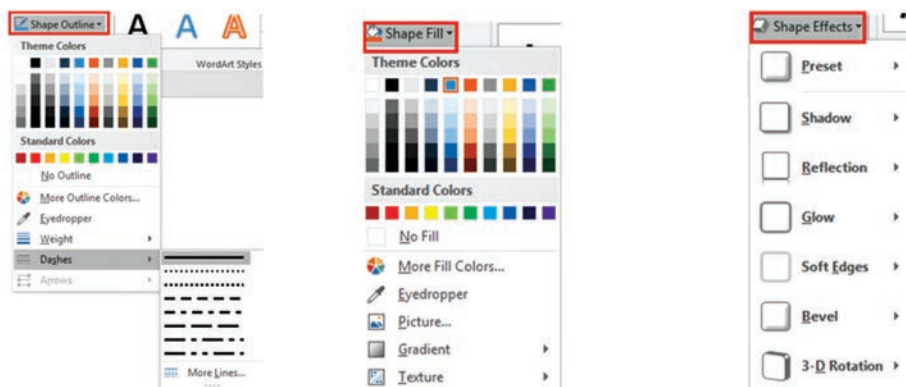 Shape Outline
A A A
Theme Colors
WordArt Styles
Standard Colors
No Outline
More Outline Colors...
Eyedropper
Weight
Dashes
Arrows
More Lines...
Shape Fill
Theme Colors
Standard Colors
No Fill
More Fill Colors...
Eyedropper
Picture...
Gradient
Texture
Shape Effects
Preset
Shadow
Reflection
Glow
Soft Edges
Bevel
3-D Rotation